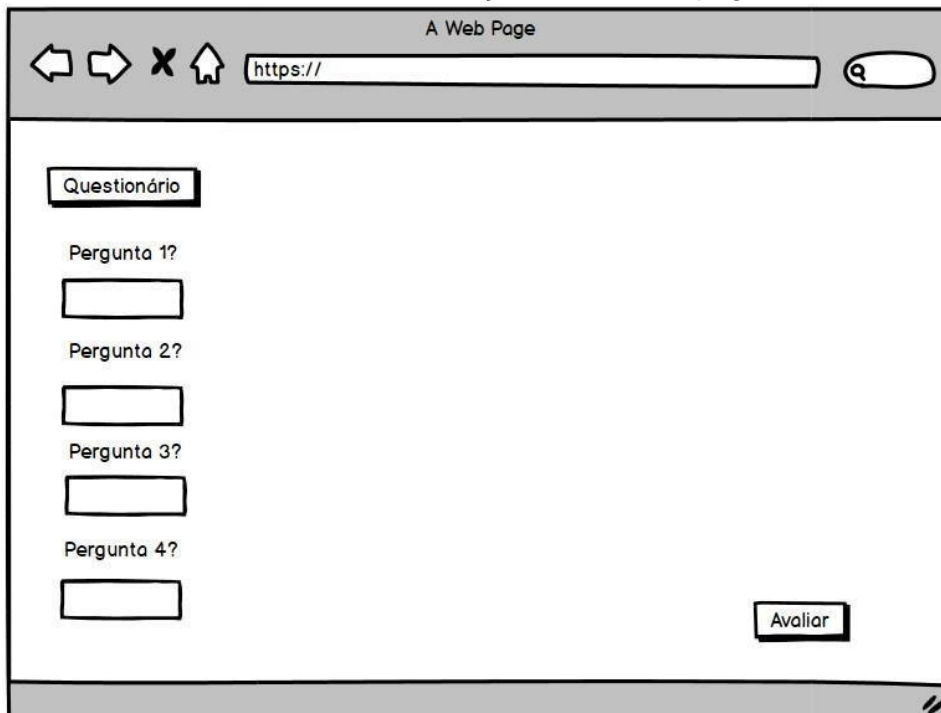 A Web Page
https://
Questionário
Pergunta 1?
Pergunta 2?
Pergunta 3?
Pergunta 4?
Avaliar